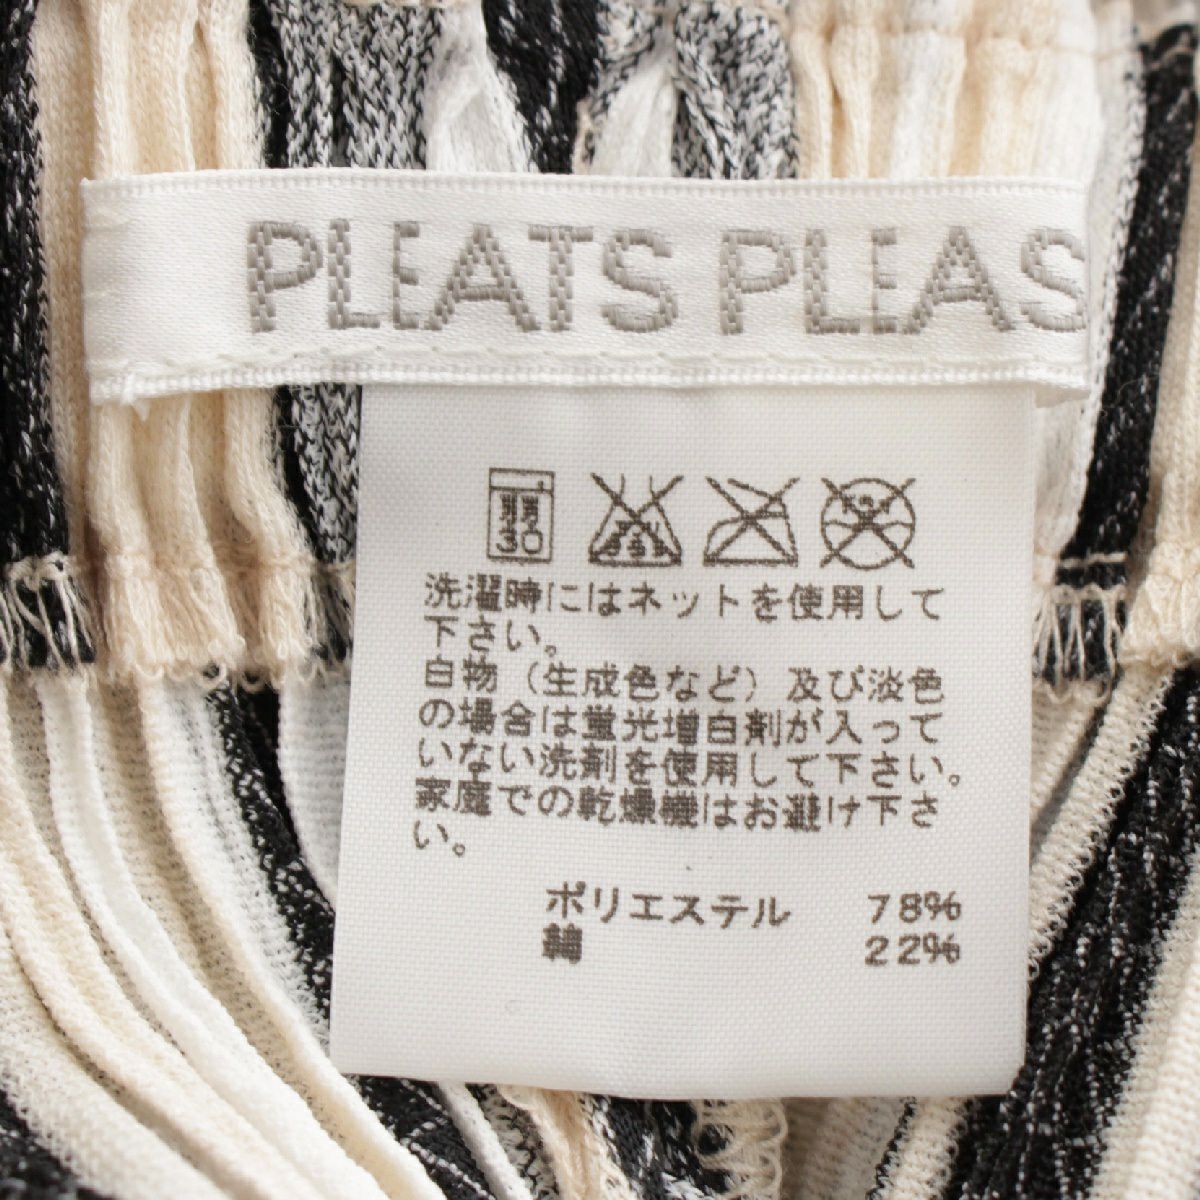 PLEATS PLEAS
弱
30
洗濯時にはネットを使用して
下さい。
白物（生成色など）及び淡色
の場合は蛍光増白剤が入って
いない洗剤を使用して下さい。
家庭での乾燥機はお避け下さ
い。
ポリエステル 78%
綿 22%